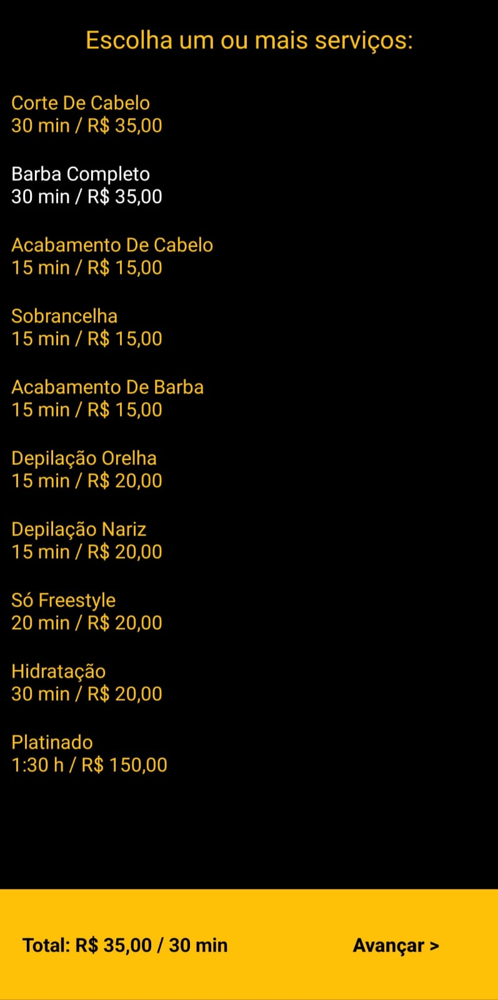 Escolha um ou mais serviços:
Corte De Cabelo
30 min / R$ 35,00
Barba Completo
30 min / R$ 35,00
Acabamento De Cabelo
15 min / R$ 15,00
Sobrancelha
15 min / R$ 15,00
Acabamento De Barba
15 min / R$ 15,00
Depilação Orelha
15 min / R$ 20,00
Depilação Nariz
15 min / R$ 20,00
Só Freestyle
20 min / R$ 20,00
Hidratação
30 min / R$ 20,00
Platinado
1:30 h / R$ 150,00
Total: R$ 35,00 / 30 min Avançar >